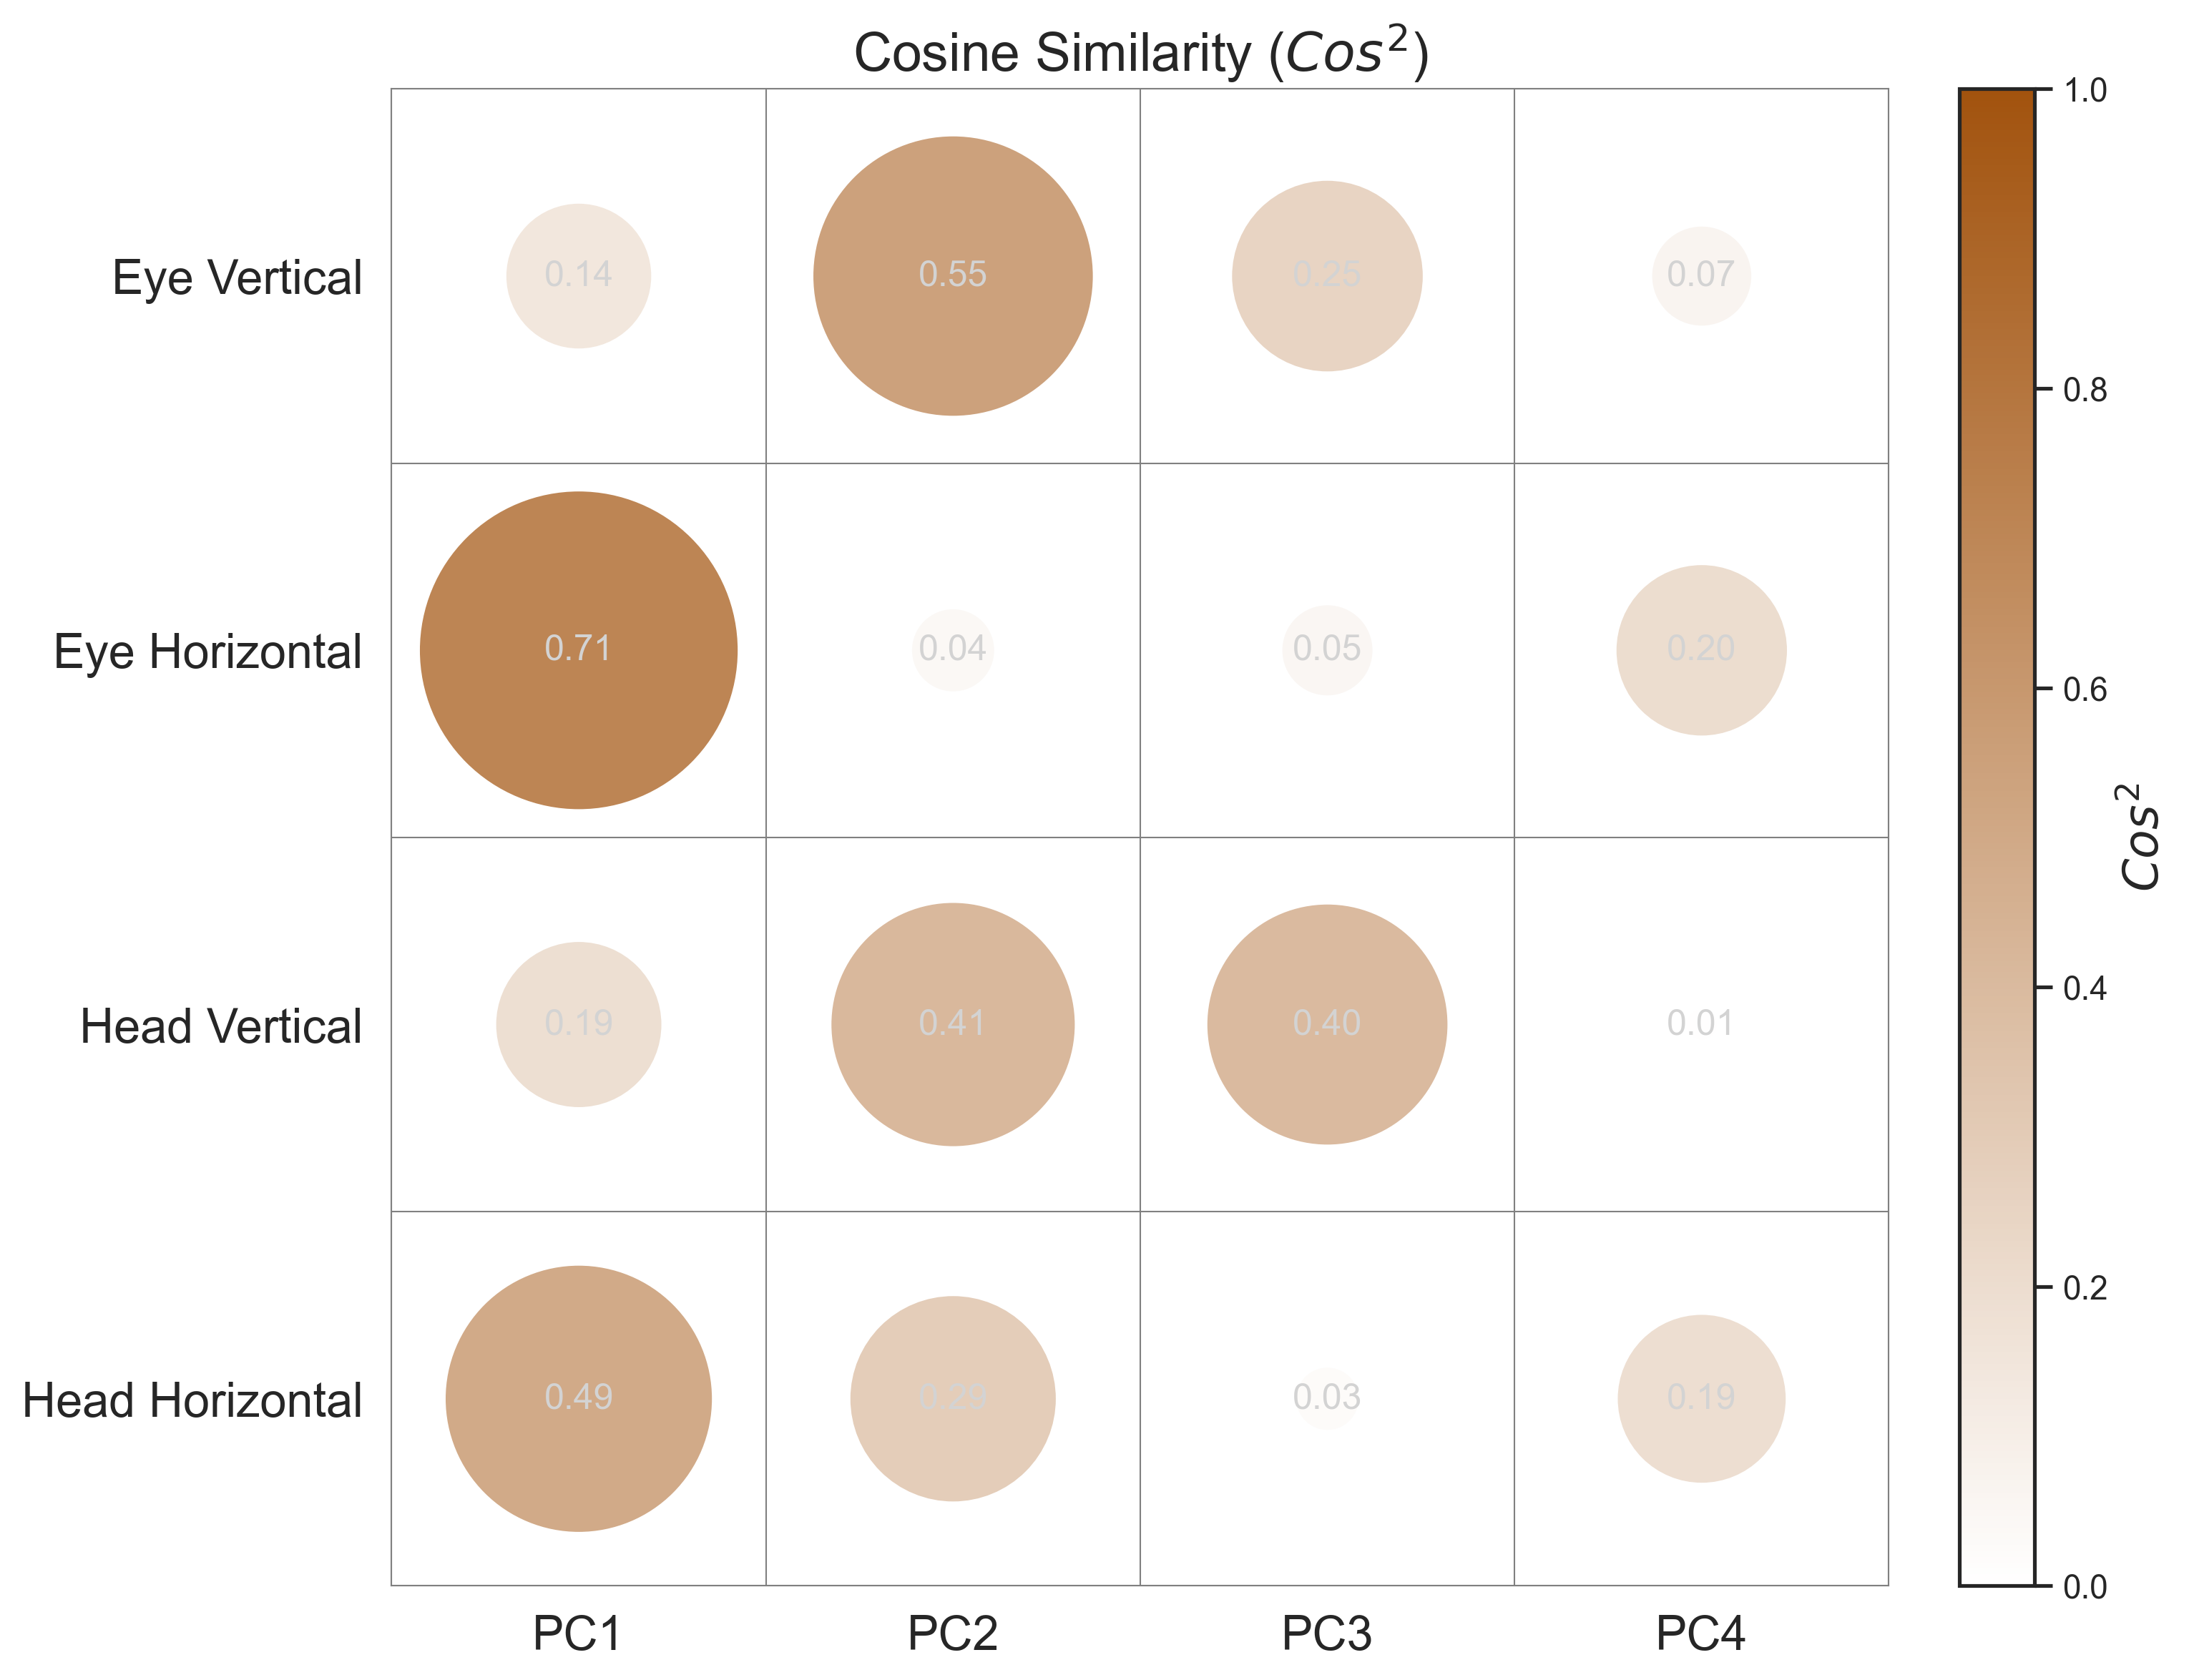 Cosine Similarity (Cos²)
Eye Vertical 0.14 0.55 0.25 0.07
Eye Horizontal 0.71 0.04 0.05 0.20
Head Vertical 0.19 0.41 0.40 0.01
Head Horizontal 0.49 0.29 0.03 0.19
PC1 PC2 PC3 PC4
1.0
0.8
0.6
0.4
0.2
0.0
Cos²